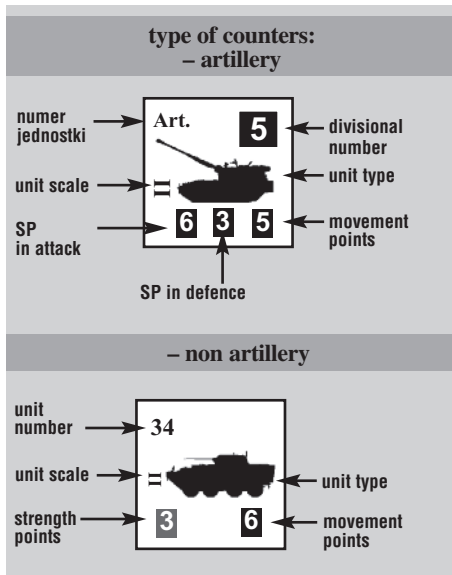 type of counters:
– artillery
numer
jednostki
Art.
5
divisional
number
unit scale
II
unit type
SP
in attack
6 3 5
movement
points
SP in defence
– non artillery
unit
number
34
unit scale
II
unit type
strength
points
3
6
movement
points